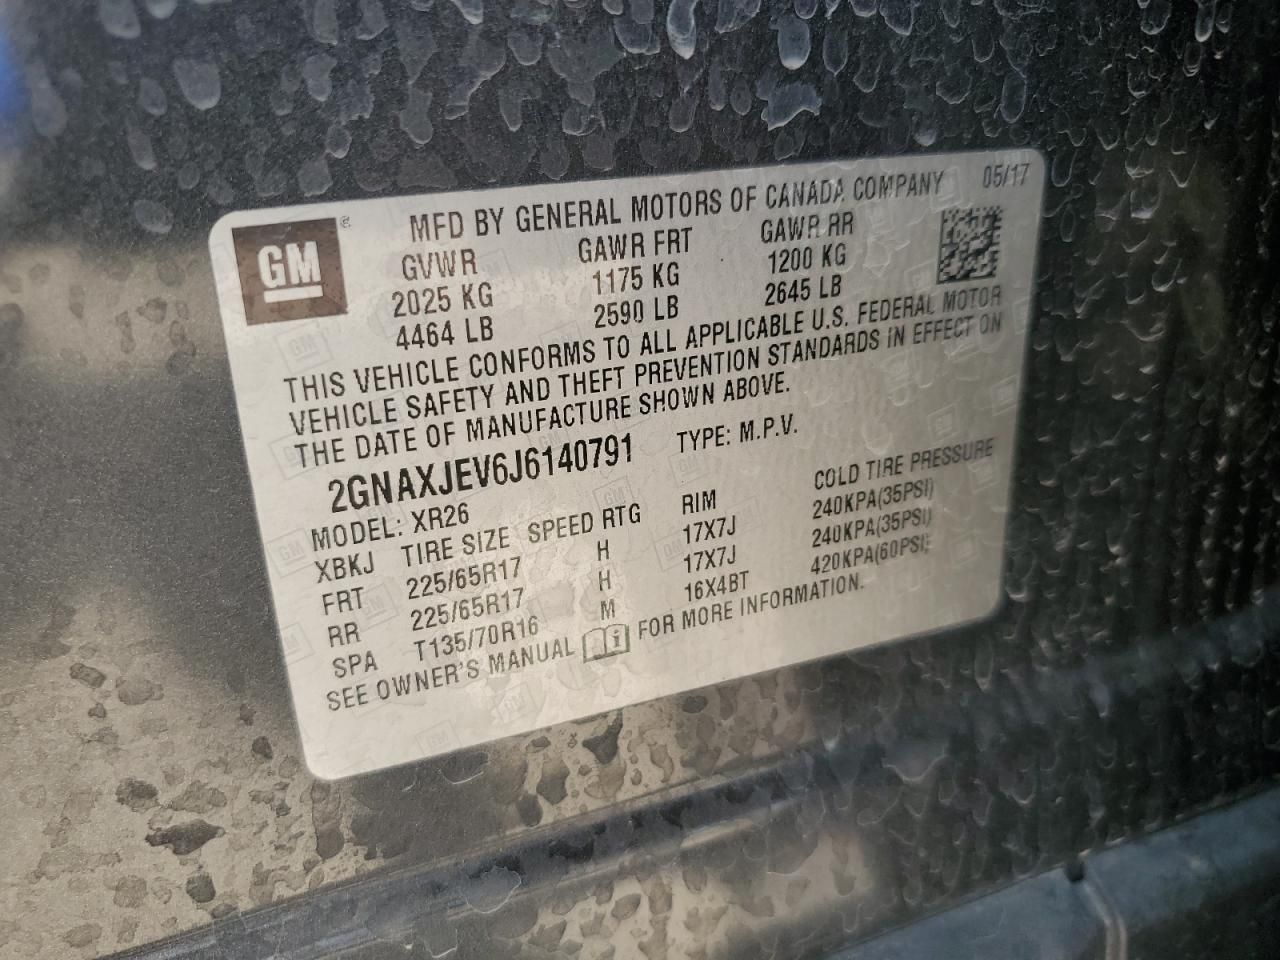 GM
®
MFD BY GENERAL MOTORS OF CANADA COMPANY 05/17
GVWR GAWR FRT GAWR RR
2025 KG 1175 KG 1200 KG
4464 LB 2590 LB 2645 LB
THIS VEHICLE CONFORMS TO ALL APPLICABLE U.S. FEDERAL MOTOR
VEHICLE SAFETY AND THEFT PREVENTION STANDARDS IN EFFECT ON
THE DATE OF MANUFACTURE SHOWN ABOVE.
2GNAXJEV6J6140791 TYPE: M.P.V.
MODEL: XR26
XBKJ TIRE SIZE SPEED RTG RIM COLD TIRE PRESSURE
FRT 225/65R17 H 17X7J 240KPA(35PSI)
RR 225/65R17 H 17X7J 240KPA(35PSI)
SPA T135/70R16 M 16X4BT 420KPA(60PSI)
SEE OWNER'S MANUAL FOR MORE INFORMATION.